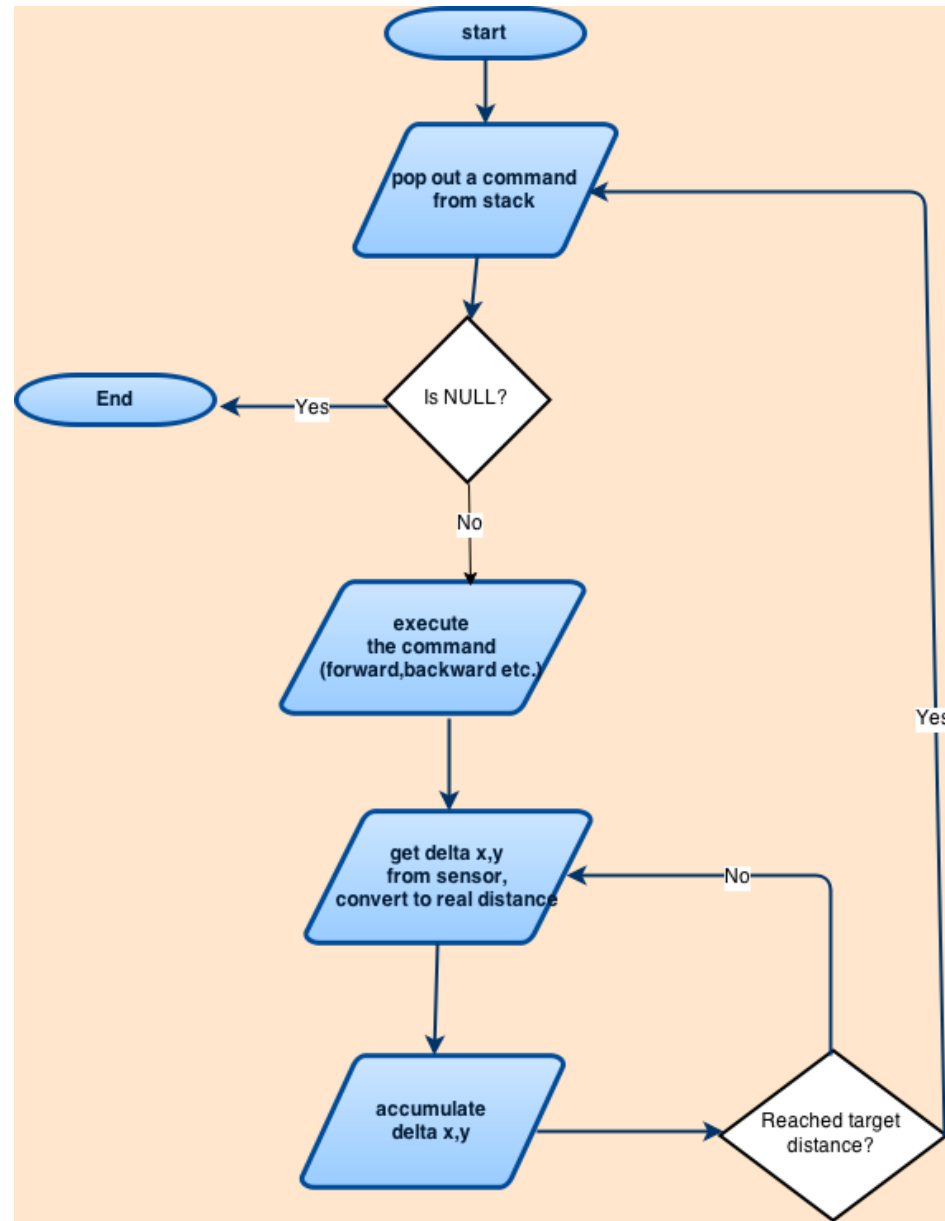 start
pop out a command
from stack
Is NULL?
Yes
End
No
execute
the command
(forward,backward etc.)
get delta x,y
from sensor,
convert to real distance
accumulate
delta x,y
Reached target
distance?
No
Yes